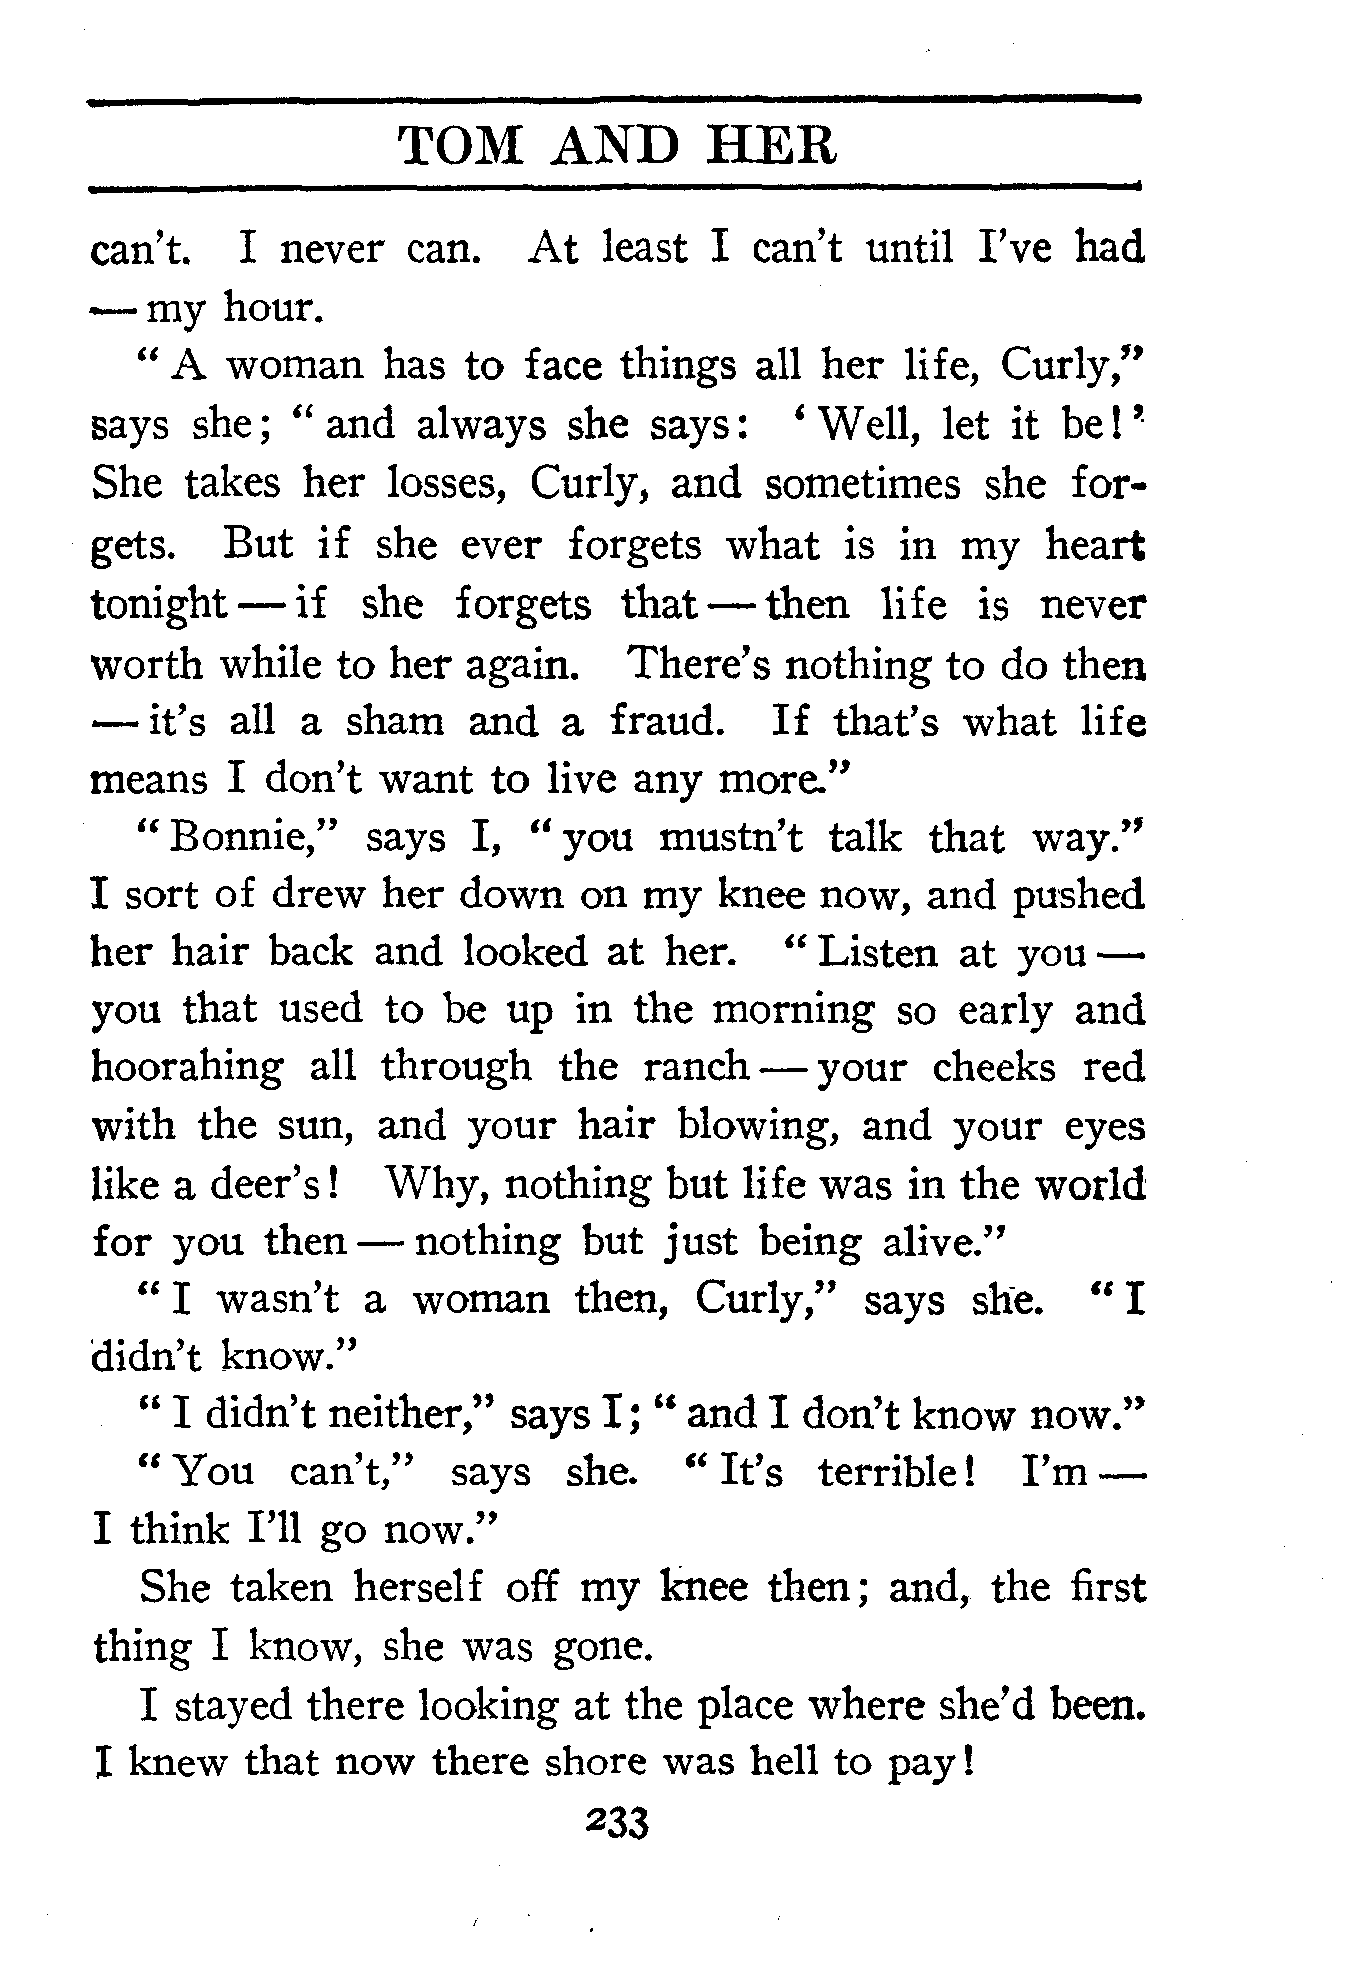 TOM AND HER
can't. I never can. At least I can't until I've had
— my hour.
" A woman has to face things all her life, Curly,"
says she; " and always she says: ' Well, let it be! '
She takes her losses, Curly, and sometimes she for-
gets. But if she ever forgets what is in my heart
tonight — if she forgets that — then life is never
worth while to her again. There's nothing to do then
— it's all a sham and a fraud. If that's what life
means I don't want to live any more."
" Bonnie," says I, " you mustn't talk that way."
I sort of drew her down on my knee now, and pushed
her hair back and looked at her. " Listen at you —
you that used to be up in the morning so early and
hoorahing all through the ranch — your cheeks red
with the sun, and your hair blowing, and your eyes
like a deer's! Why, nothing but life was in the world
for you then — nothing but just being alive."
" I wasn't a woman then, Curly," says she. " I
didn't know."
" I didn't neither," says I; " and I don't know now."
" You can't," says she. " It's terrible! I'm —
I think I'll go now."
She taken herself off my knee then; and, the first
thing I know, she was gone.
I stayed there looking at the place where she'd been.
I knew that now there shore was hell to pay!
233